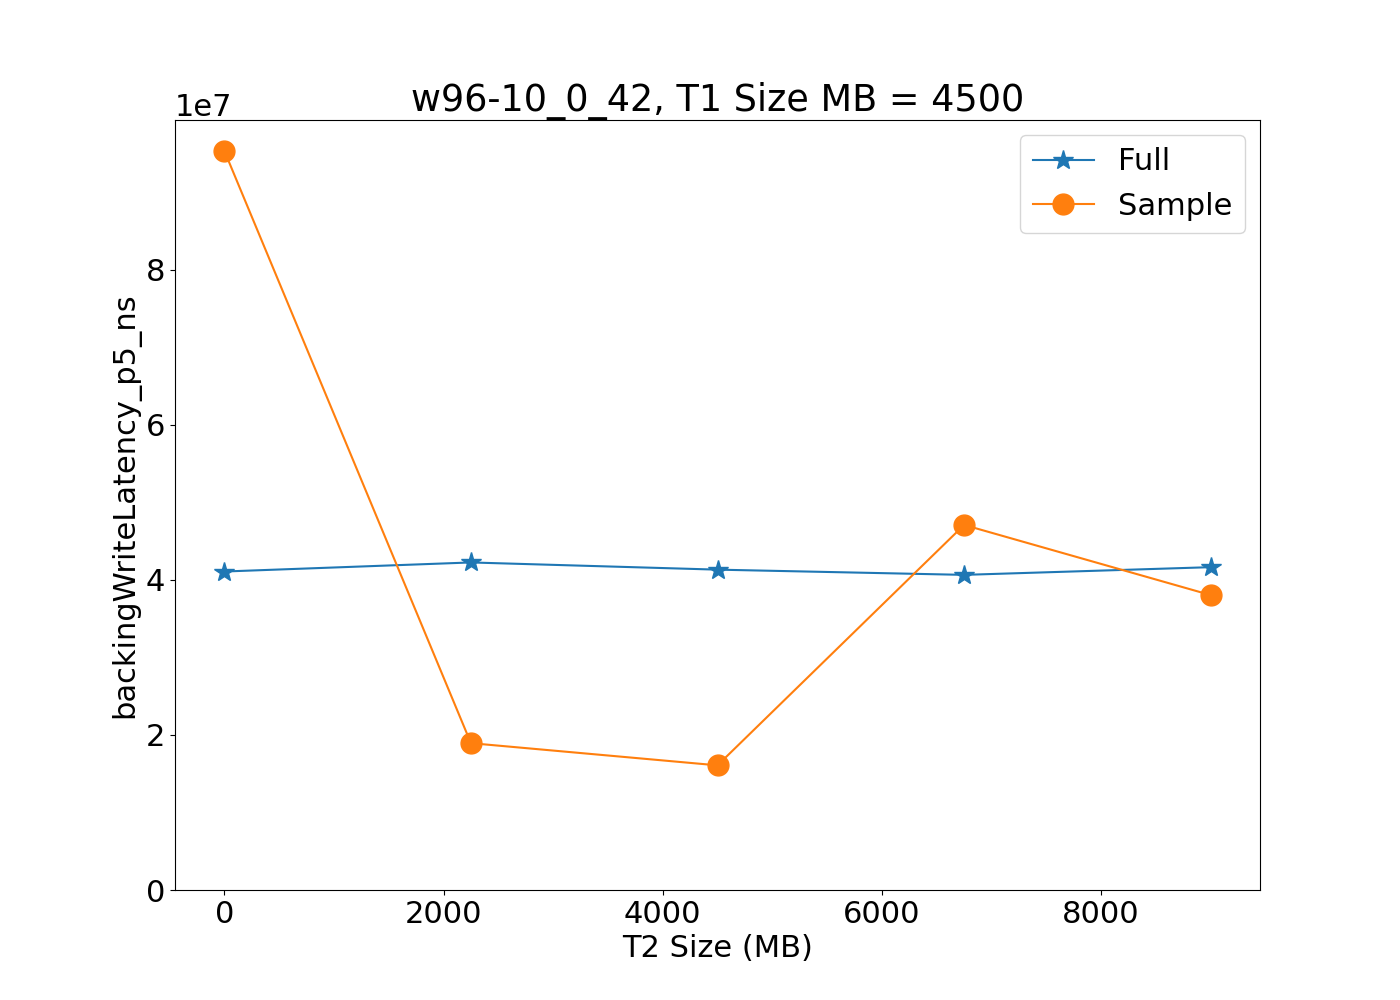 w96-10_0_42, T1 Size MB = 4500
1e7
Full
Sample
8
6
4
2
0
backingWriteLatency_p5_ns
0 2000 4000 6000 8000
T2 Size (MB)